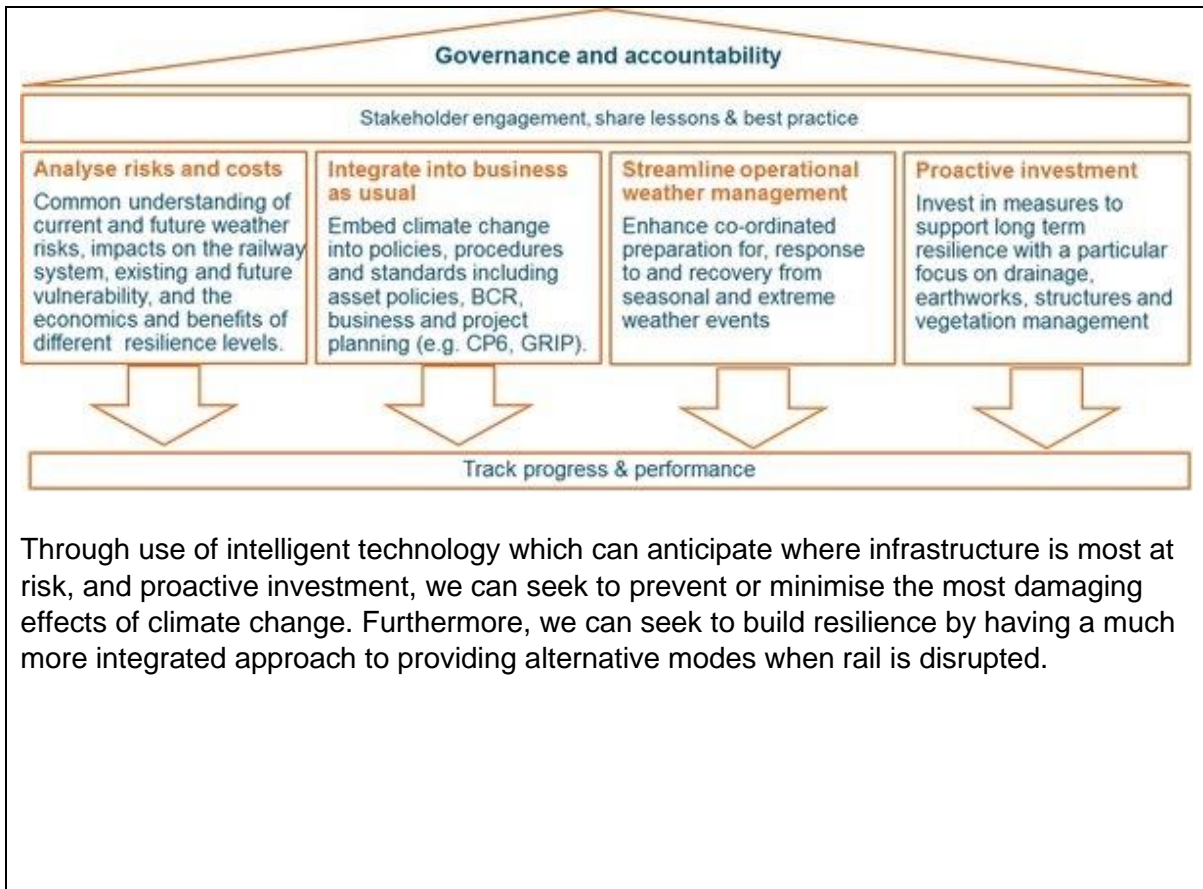 Governance and accountability
Stakeholder engagement, share lessons & best practice
Analyse risks and costs
Common understanding of
current and future weather
risks, impacts on the railway
system, existing and future
vulnerability, and the
economics and benefits of
different resilience levels.
Integrate into business
as usual
Embed climate change
into policies, procedures
and standards including
asset policies, BCR,
business and project
planning (e.g. CP6, GRIP).
Streamline operational
weather management
Enhance co-ordinated
preparation for, response
to and recovery from
seasonal and extreme
weather events
Proactive investment
Invest in measures to
support long term
resilience with a particular
focus on drainage,
earthworks, structures and
vegetation management
Track progress & performance
Through use of intelligent technology which can anticipate where infrastructure is most at
risk, and proactive investment, we can seek to prevent or minimise the most damaging
effects of climate change. Furthermore, we can seek to build resilience by having a much
more integrated approach to providing alternative modes when rail is disrupted.